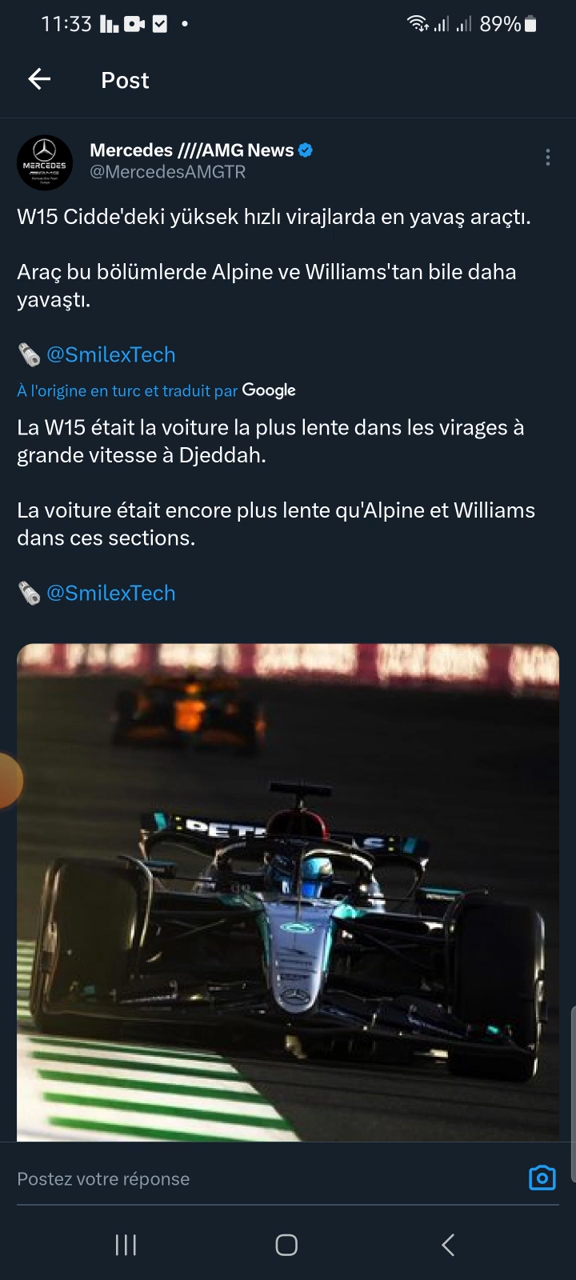 11:33
89%
Post
Mercedes ////AMG News
@MercedesAMGTR
MERCEDES
W15 Cidde'deki yüksek hızlı virajlarda en yavaş araçtı.
Araç bu bölümlerde Alpine ve Williams'tan bile daha
yavaştı.
@SmilexTech
À l'origine en turc et traduit par Google
La W15 était la voiture la plus lente dans les virages à
grande vitesse à Djeddah.
La voiture était encore plus lente qu'Alpine et Williams
dans ces sections.
@SmilexTech
PETR
Postez votre réponse